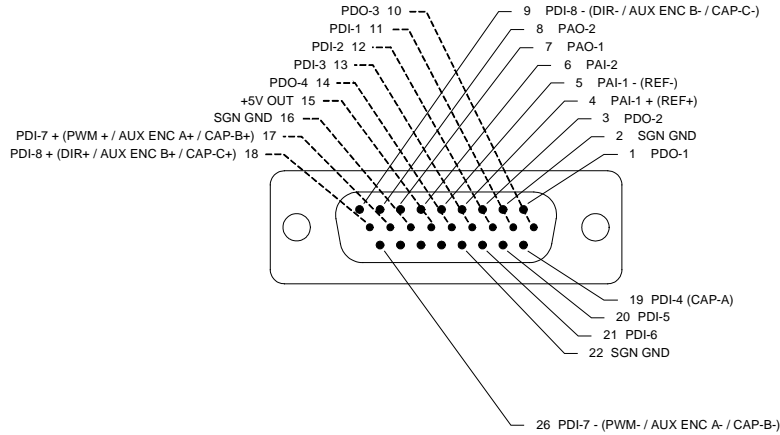 PDO-3 10
9 PDI-8 - (DIR- / AUX ENC B- / CAP-C-)
PDI-1 11
8 PAO-2
PDI-2 12
7 PAO-1
PDI-3 13
6 PAI-2
PDO-4 14
5 PAI-1 - (REF-)
+5V OUT 15
4 PAI-1 + (REF+)
SGN GND 16
3 PDO-2
PDI-7 + (PWM + / AUX ENC A+ / CAP-B+) 17
2 SGN GND
PDI-8 + (DIR+ / AUX ENC B+ / CAP-C+) 18
1 PDO-1
19 PDI-4 (CAP-A)
20 PDI-5
21 PDI-6
22 SGN GND
26 PDI-7 - (PWM- / AUX ENC A- / CAP-B-)